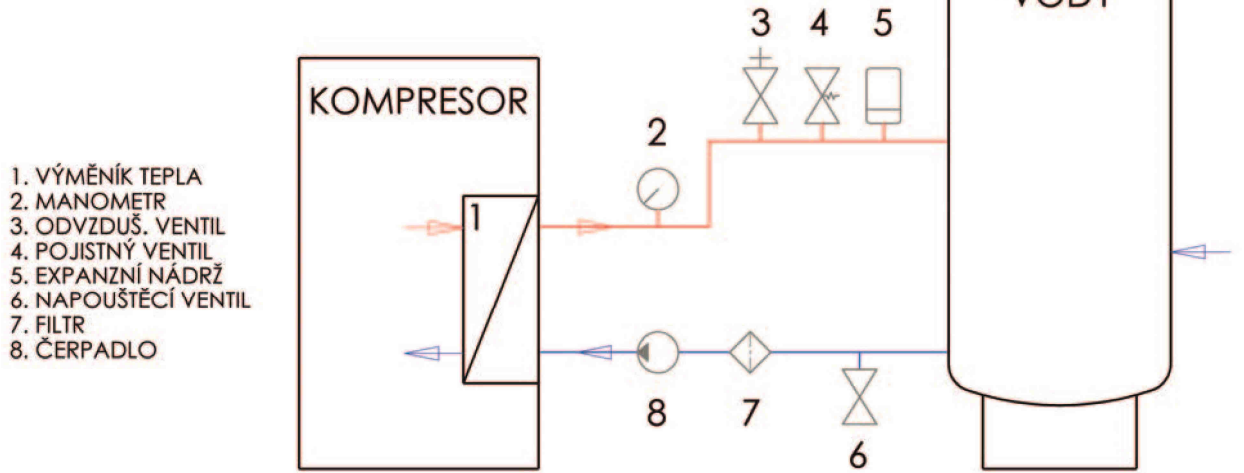 3 4 5
KOMPRESOR
2
1. VÝMĚNÍK TEPLA
2. MANOMETR
3. ODVZDUŠ. VENTIL
4. POJISTNÝ VENTIL
5. EXPANZNÍ NÁDRŽ
6. NAPOUŠTĚCÍ VENTIL
7. FILTR
8. ČERPADLO
1
8 7
6